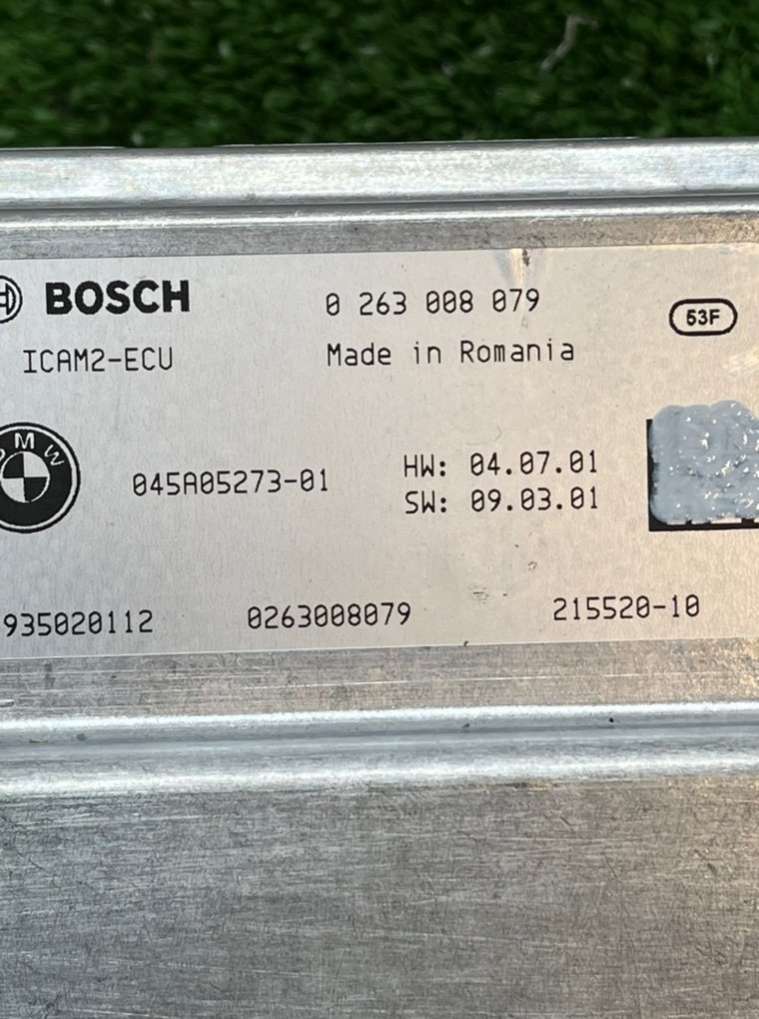 BOSCH
0 263 008 079
53F
ICAM2-ECU
Made in Romania
BMW
045A05273-01
HW: 04.07.01
SW: 09.03.01
935020112
0263008079
215520-10